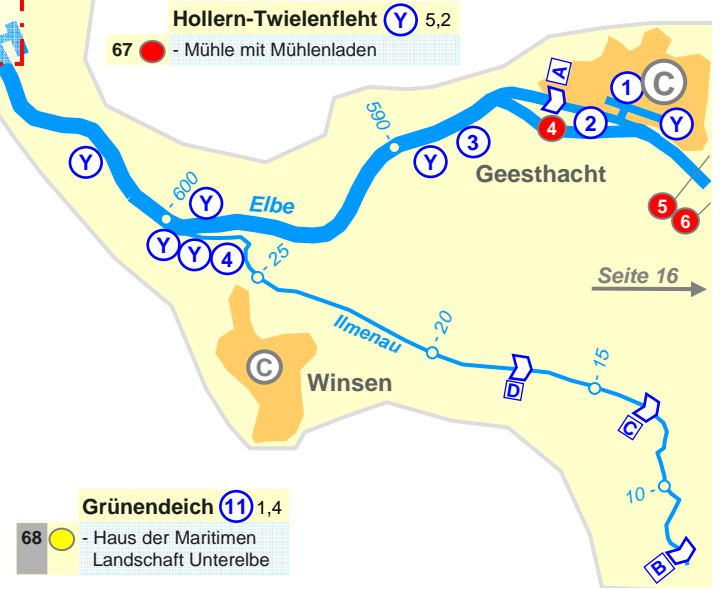 Hollern-Twielenfleht Y 5,2
67 - Mühle mit Mühlenladen
A
1
C
4
2
Y
590 -
Y
3
Geesthacht
Y
- 600
Y
Elbe
5
6
Y
Y
4
- 25
Seite 16
Ilmenau
- 20
- 15
C
Winsen
D
C
10 -
B
Grünendeich 11 1,4
68 - Haus der Maritimen
Landschaft Unterelbe